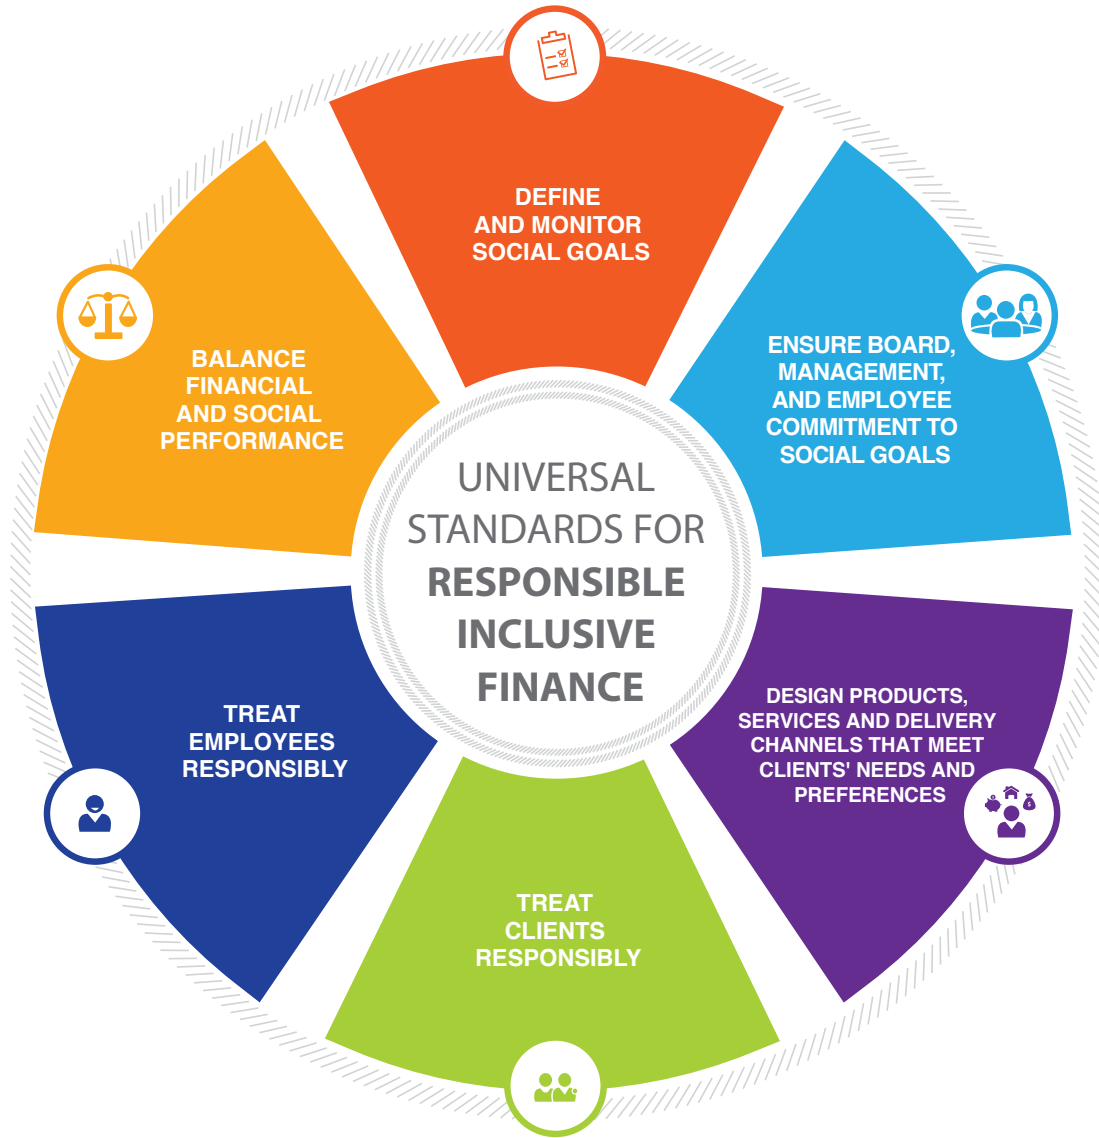 DEFINE
AND MONITOR
SOCIAL GOALS
ENSURE BOARD,
MANAGEMENT,
AND EMPLOYEE
COMMITMENT TO
SOCIAL GOALS
DESIGN PRODUCTS,
SERVICES AND DELIVERY
CHANNELS THAT MEET
CLIENTS' NEEDS AND
PREFERENCES
$
TREAT
CLIENTS
RESPONSIBLY
TREAT
EMPLOYEES
RESPONSIBLY
BALANCE
FINANCIAL
AND SOCIAL
PERFORMANCE
UNIVERSAL
STANDARDS FOR
RESPONSIBLE
INCLUSIVE
FINANCE